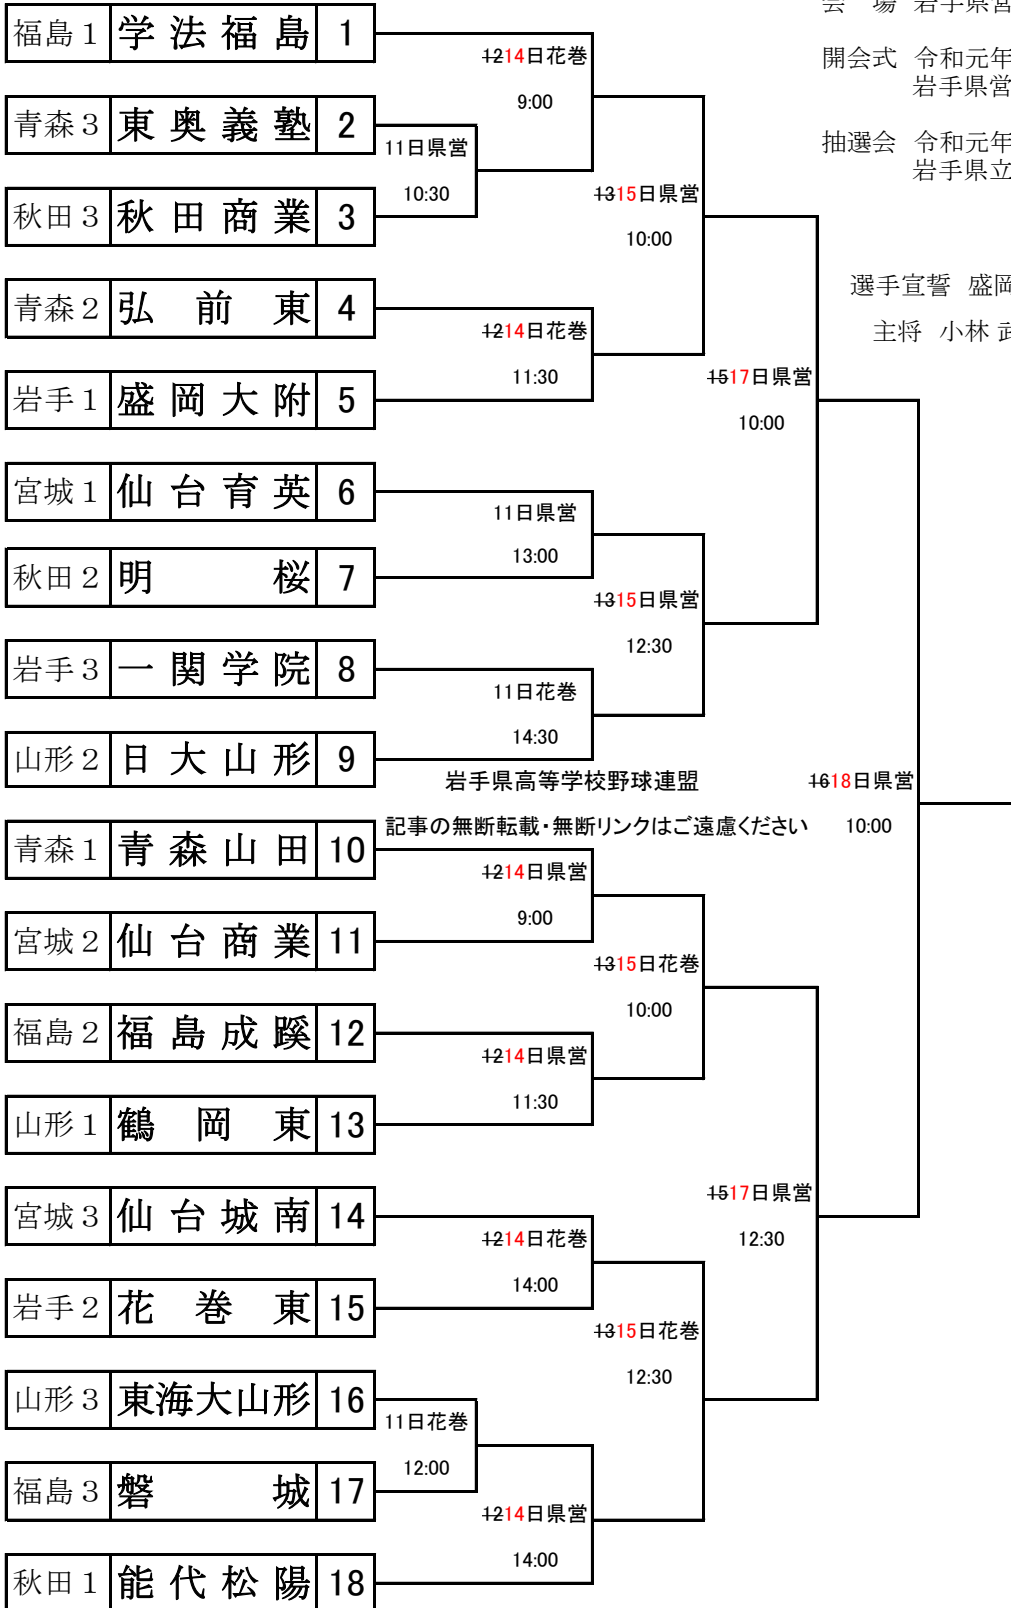 会 場 岩手県営
福島１ 学法福島 1
1214日花巻
開会式 令和元年
岩手県営
9:00
青森３ 東奥義塾 2
11日県営
抽選会 令和元年
岩手県立
10:30
1315日県営
秋田３ 秋田商業 3
10:00
青森２ 弘前東 4
選手宣誓 盛岡
1214日花巻
主将 小林
11:30
1517日県営
岩手１ 盛岡大附 5
10:00
宮城１ 仙台育英 6
11日県営
13:00
秋田２ 明桜 7
1315日県営
12:30
岩手３ 一関学院 8
11日花巻
14:30
山形２ 日大山形 9
岩手県高等学校野球連盟
1618日県営
記事の無断転載・無断リンクはご遠慮ください
10:00
青森１ 青森山田 10
1214日県営
9:00
宮城２ 仙台商業 11
1315日花巻
10:00
福島２ 福島成蹊 12
1214日県営
11:30
山形１ 鶴岡東 13
1517日県営
宮城３ 仙台城南 14
1214日花巻
12:30
14:00
岩手２ 花巻東 15
1315日花巻
12:30
山形３ 東海大山形 16
11日花巻
12:00
福島３ 磐城 17
1214日県営
14:00
秋田１ 能代松陽 18